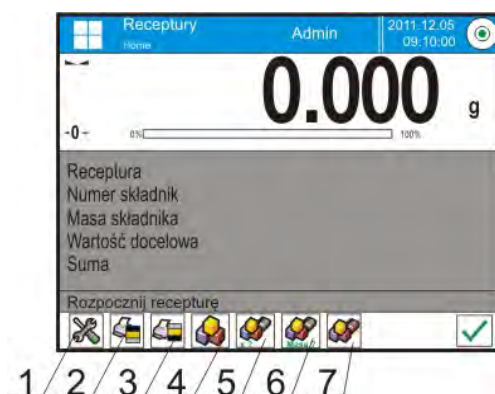 Receptury
Home
Admin
2011.12.05
09:10:00
0.000
g
-0-
0%
100%
Receptura
Numer składnik
Masa składnika
Wartość docelowa
Suma
Rozpocznij recepturę
1 2 3 4 5 6 7